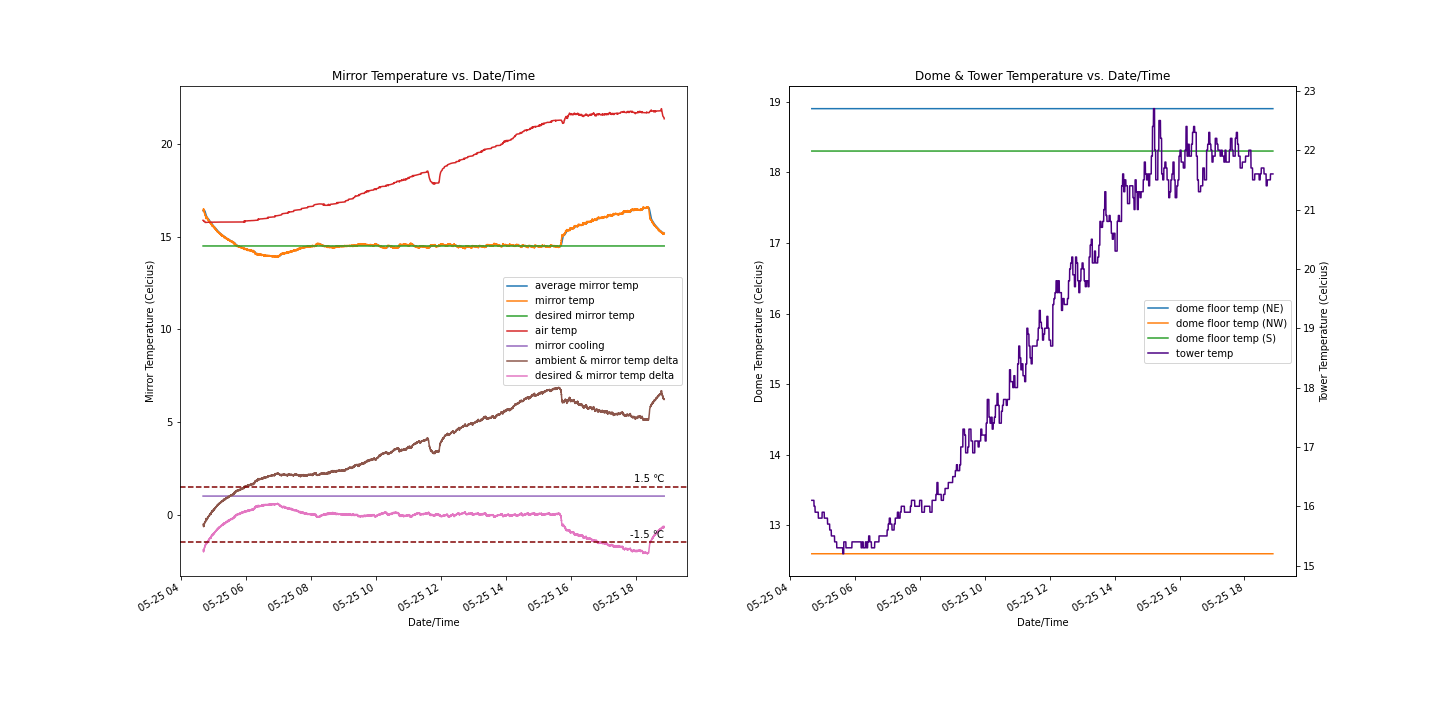 Mirror Temperature vs. Date/Time
Mirror Temperature (Celcius)
20
15
10
5
0
average mirror temp
mirror temp
desired mirror temp
air temp
mirror cooling
ambient & mirror temp delta
desired & mirror temp delta
1.5 °C
-1.5 °C
05-25 04
05-25 06
05-25 08
05-25 10
05-25 12
05-25 14
05-25 16
05-25 18
Date/Time
Dome & Tower Temperature vs. Date/Time
Dome Temperature (Celcius)
19
18
17
16
15
14
13
dome floor temp (NE)
dome floor temp (NW)
dome floor temp (S)
tower temp
23
22
21
20
19
18
17
16
15
Tower Temperature (Celcius)
05-25 04
05-25 06
05-25 08
05-25 10
05-25 12
05-25 14
05-25 16
05-25 18
Date/Time